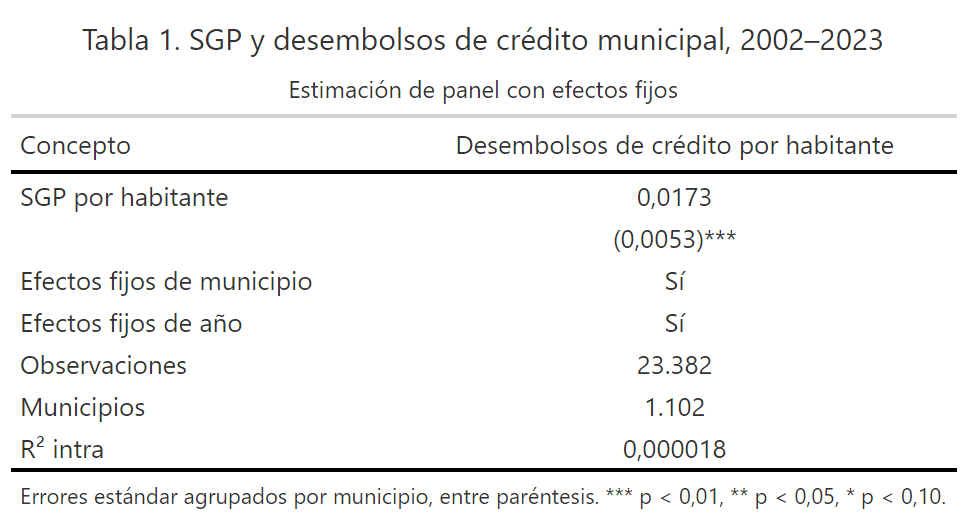 Tabla 1. SGP y desembolsos de crédito municipal, 2002–2023
Estimación de panel con efectos fijos
Concepto Desembolsos de crédito por habitante
SGP por habitante 0,0173
(0,0053)***
Efectos fijos de municipio Sí
Efectos fijos de año Sí
Observaciones 23.382
Municipios 1.102
R² intra 0,000018
Errores estándar agrupados por municipio, entre paréntesis. *** p < 0,01, ** p < 0,05, * p < 0,10.